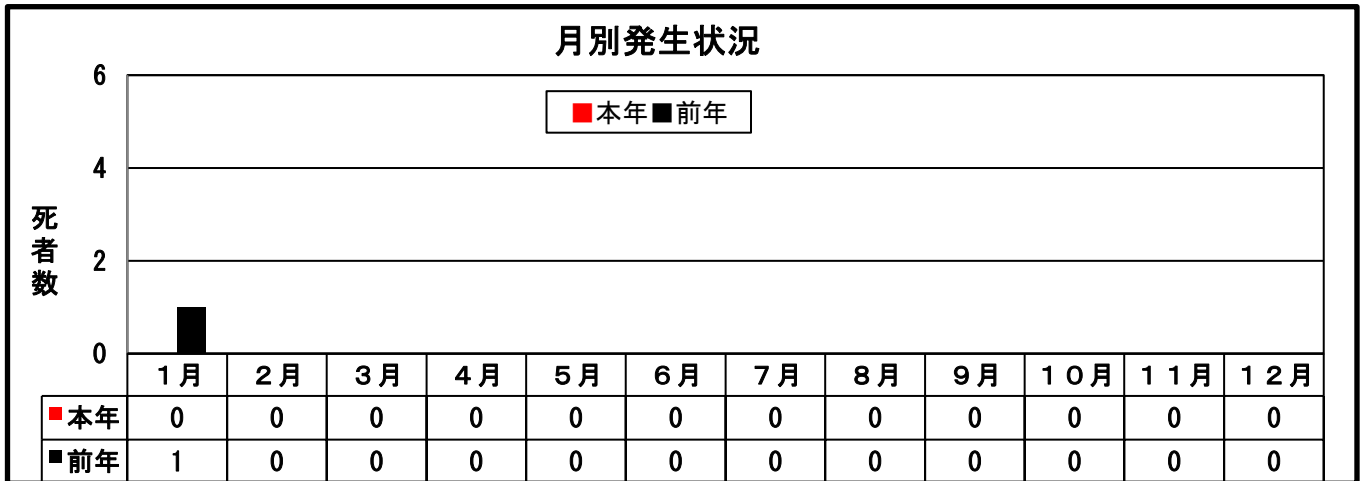 月別発生状況
6
■本年■前年
4
死者数
2
0
１月 ２月 ３月 ４月 ５月 ６月 ７月 ８月 ９月 １０月 １１月 １２月
■本年 0 0 0 0 0 0 0 0 0 0 0 0
■前年 1 0 0 0 0 0 0 0 0 0 0 0